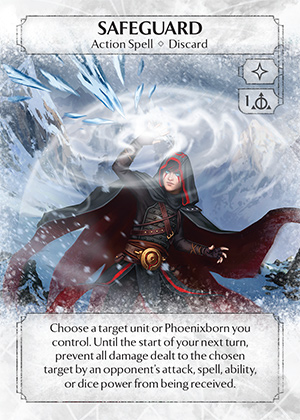 SAFEGUARD
Action Spell ⟡ Discard
1
Choose a target unit or Phoenixborn you
control. Until the start of your next turn,
prevent all damage dealt to the chosen
target by an opponent's attack, spell, ability,
or dice power from being received.